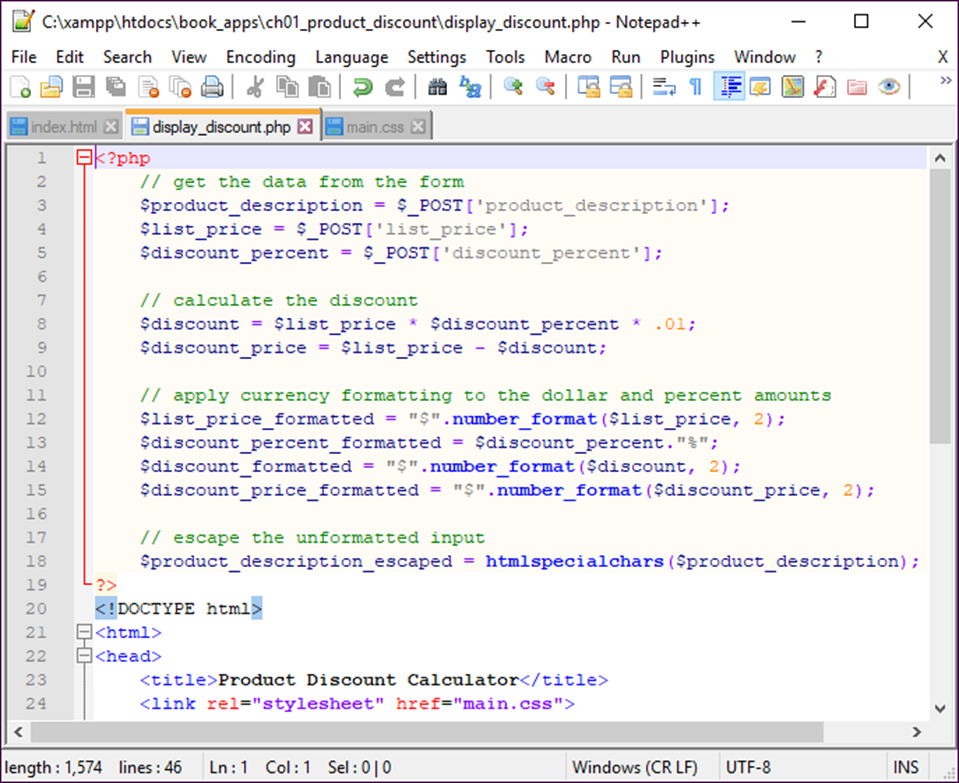 C:\xampp\htdocs\book_apps\ch01_product_discount\display_discount.php - Notepad++
File Edit Search View Encoding Language Settings Tools Macro Run Plugins Window ? X
index.html display_discount.php main.css
1 <?php
2 // get the data from the form
3 $product_description = $_POST['product_description'];
4 $list_price = $_POST['list_price'];
5 $discount_percent = $_POST['discount_percent'];
6
7 // calculate the discount
8 $discount = $list_price * $discount_percent * .01;
9 $discount_price = $list_price - $discount;
10
11 // apply currency formatting to the dollar and percent amounts
12 $list_price_formatted = "$".number_format($list_price, 2);
13 $discount_percent_formatted = $discount_percent."%";
14 $discount_formatted = "$".number_format($discount, 2);
15 $discount_price_formatted = "$".number_format($discount_price, 2);
16
17 // escape the unformatted input
18 $product_description_escaped = htmlspecialchars($product_description);
19 ?>
20 <!DOCTYPE html>
21 <html>
22 <head>
23 <title>Product Discount Calculator</title>
24 <link rel="stylesheet" href="main.css">
length : 1,574 lines : 46 Ln : 1 Col : 1 Sel : 0 | 0 Windows (CR LF) UTF-8 INS